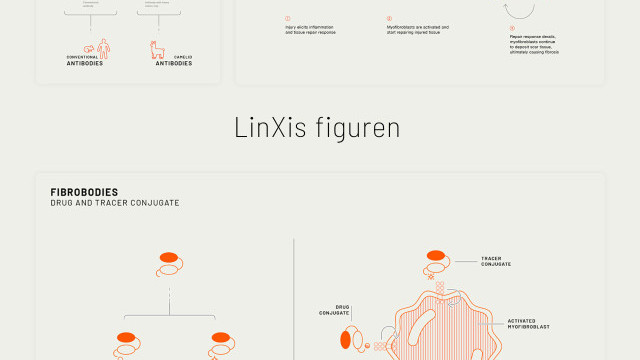 CONVENTIONAL
ANTIBODIES
CAMELID
ANTIBODIES
Injury elicits inflammation
and tissue repair response
Myofibroblasts are activated and
start repairing injured tissue
Repair response derails,
myofibroblasts continue
to deposit scar tissue,
ultimately causing fibrosis
LinXis figuren
FIBROBODIES
DRUG AND TRACER CONJUGATE
TRACER
CONJUGATE
DRUG
CONJUGATE
ACTIVATED
MYOFIBROBLAST